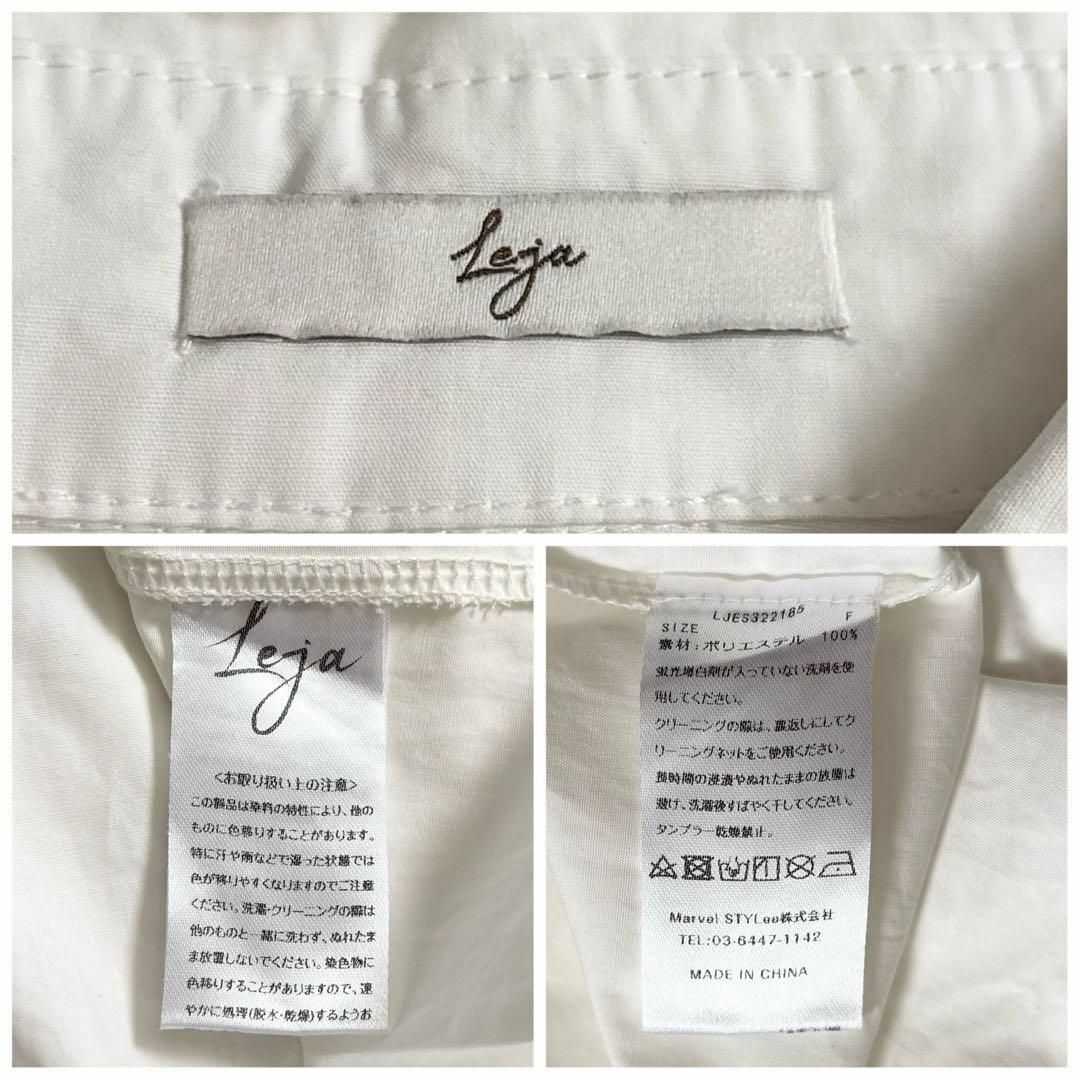 Leja
Leja
<お取り扱い上の注意>
この製品は染料の特性により、他の
ものに色移りすることがあります。
特に汗や雨などで湿った状態では
色が移りやすくなりますのでご注意
ください。洗濯・クリーニングの際は
他のものと一緒に洗わず、ぬれたま
ま放置しないでください。染色物に
色移りすることがありますので、速
やかに処理(脱水・乾燥)するようお
LJES322185
SIZE F
素材:ポリエステル 100%
蛍光増白剤が入っていない洗剤を使
用してください。
クリーニングの際は、裏返しにしてク
リーニングネットをご使用ください。
長時間の浸漬やぬれたままの放置は
避け、洗濯後すばやく干してください。
タンブラー乾燥禁止。
Marvel STYLee株式会社
TEL:03-6447-1142
MADE IN CHINA